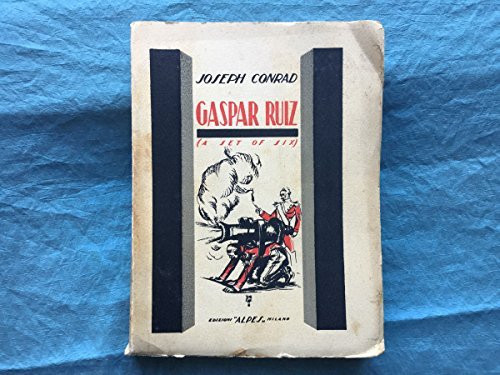 JOSEPH CONRAD
GASPAR RUIZ
(A SET OF SIX)
EDIZIONI "ALPES" MILANO